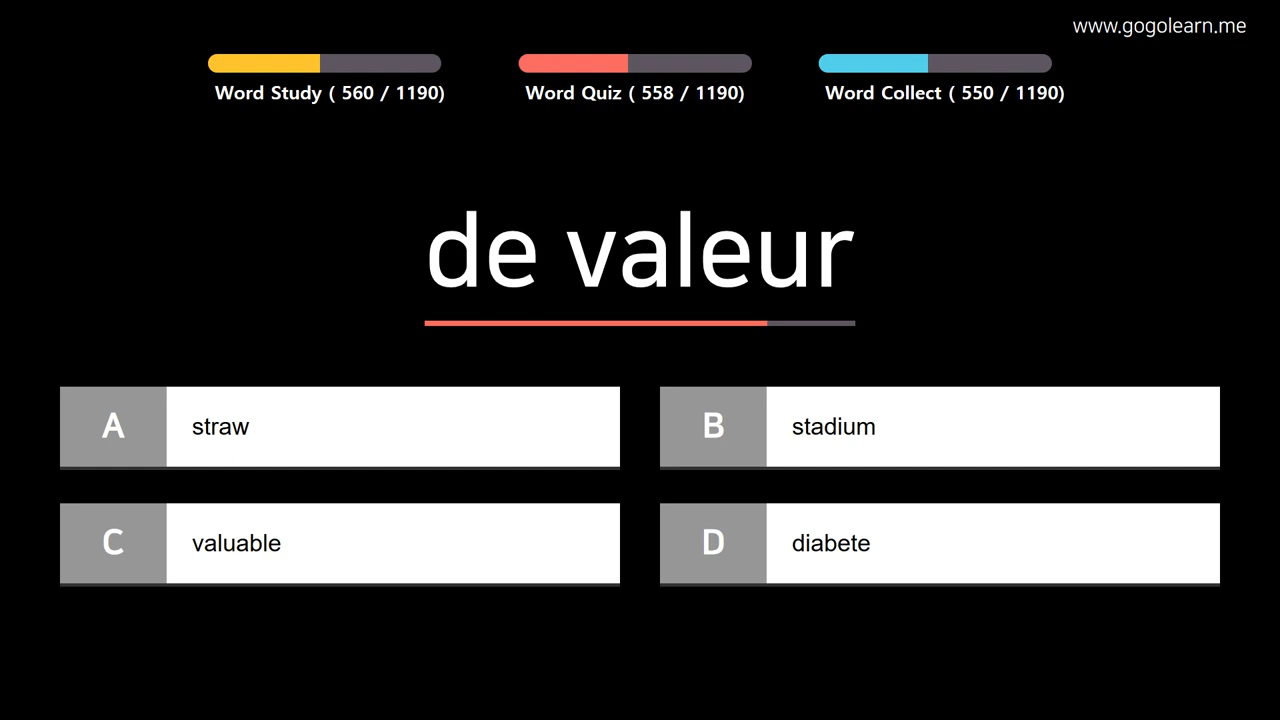 www.gogolearn.me
Word Study ( 560 / 1190)
Word Quiz ( 558 / 1190)
Word Collect ( 550 / 1190)
de valeur
A straw
B stadium
C valuable
D diabete